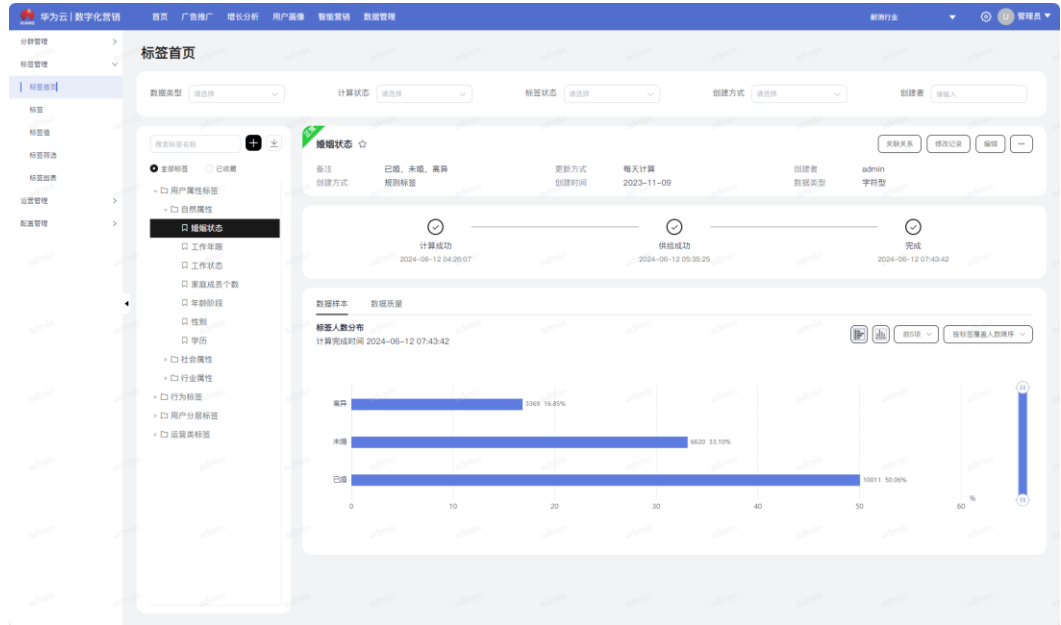 华为云 | 数字化营销 首页 广告推广 增长分析 用户画像 智能营销 数据管理 耐消行业 U 管理员
分群管理
标签管理
标签首页
标签
标签值
标签筛选
标签图表
运营管理
配置管理
标签首页
数据类型 请选择 计算状态 请选择 标签状态 请选择 创建方式 请选择 创建者 请输入
搜索标签名称
全部标签 已收藏
用户属性标签
自然属性
婚姻状态
工作年限
工作状态
家庭成员个数
年龄阶段
性别
学历
社会属性
行业属性
行为标签
用户分层标签
运营类标签
正常
婚姻状态 关联关系 修改记录 编辑
备注 已婚、未婚、离异 更新方式 每天计算 创建者 admin
创建方式 规则标签 创建时间 2023-11-09 数据类型 字符型
计算成功 供给成功 完成
2024-06-12 04:26:07 2024-06-12 05:35:25 2024-06-12 07:43:42
数据样本 数据质量
标签人数分布 前5项 按标签覆盖人数降序
计算完成时间 2024-06-12 07:43:42
离异 3369 16.85%
未婚 6620 33.10%
已婚 10011 50.06%
%
0 10 20 30 40 50 60
admin